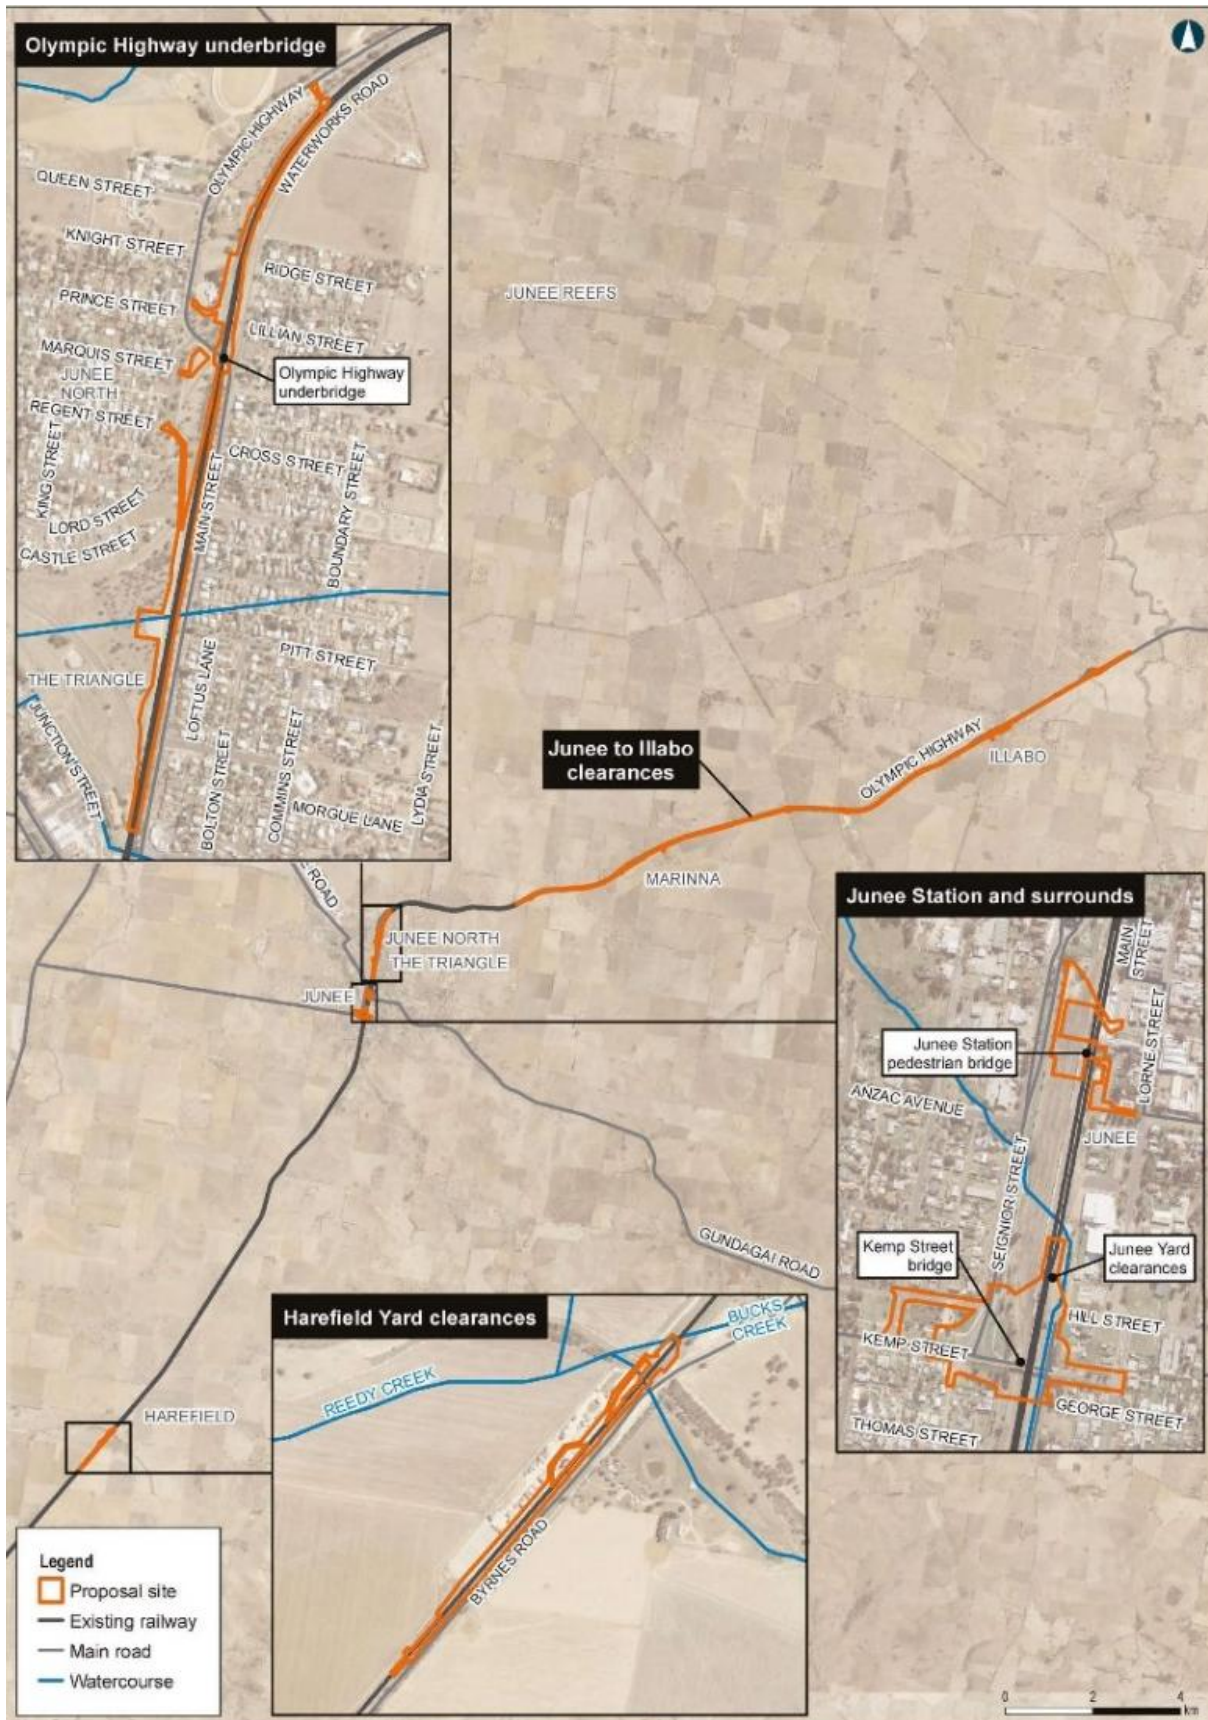 Olympic Highway underbridge
OLYMPIC HIGHWAY
WATERWORKS ROAD
QUEEN STREET
KNIGHT STREET
RIDGE STREET
PRINCE STREET
LILLIAN STREET
MARQUIS STREET
JUNEE
NORTH
Olympic Highway
underbridge
REGENT STREET
KING STREET
CROSS STREET
MAIN STREET
BOUNDARY STREET
LORD STREET
CASTLE STREET
PITT STREET
THE TRIANGLE
LOFTUS LANE
JUNCTION STREET
BOLTON STREET
COMMINS STREET
LYDIA STREET
MORGUE LANE
JUNEE REEFS
Junee to Illabo
clearances
OLYMPIC HIGHWAY
ILLABO
MARINNA
ROAD
JUNEE NORTH
THE TRIANGLE
JUNEE
GUNDAGAI ROAD
HAREFIELD
Junee Station and surrounds
MAIN
STREET
LORNE STREET
Junee Station
pedestrian bridge
ANZAC AVENUE
JUNEE
SEIGNIOR STREET
Kemp Street
bridge
Junee Yard
clearances
HILL STREET
KEMP STREET
GEORGE STREET
THOMAS STREET
Harefield Yard clearances
BUCKS
CREEK
REEDY CREEK
BYRNES ROAD
Legend
Proposal site
Existing railway
Main road
Watercourse
0 2 4
km